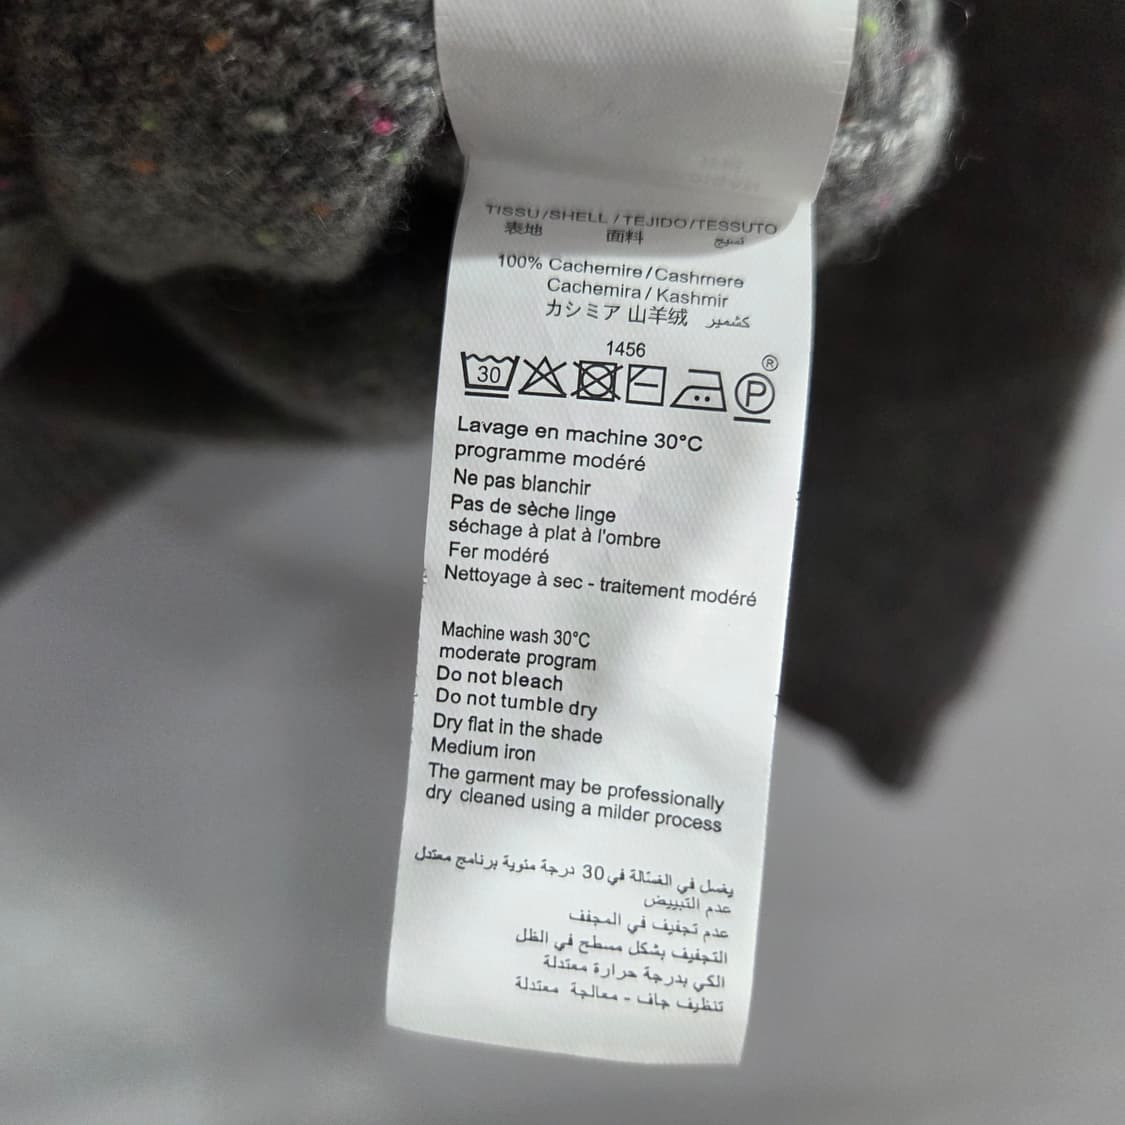 TISSU/SHELL/TEJIDO/TESSUTO
表地 面料 نسيج
100% Cachemire/Cashmere
Cachemira/Kashmir
カシミア 山羊绒 كشمير
1456
®
30 P
Lavage en machine 30°C
programme modéré
Ne pas blanchir
Pas de sèche linge
séchage à plat à l'ombre
Fer modéré
Nettoyage à sec - traitement modéré
Machine wash 30°C
moderate program
Do not bleach
Do not tumble dry
Dry flat in the shade
Medium iron
The garment may be professionally
dry cleaned using a milder process
يغسل في الغسّالة في 30 درجة مئوية برنامج معتدل
عدم التبييض
عدم تجفيف في المجفف
التجفيف بشكل مسطح في الظل
الكي بدرجة حرارة معتدلة
تنظيف جاف - معالجة معتدلة